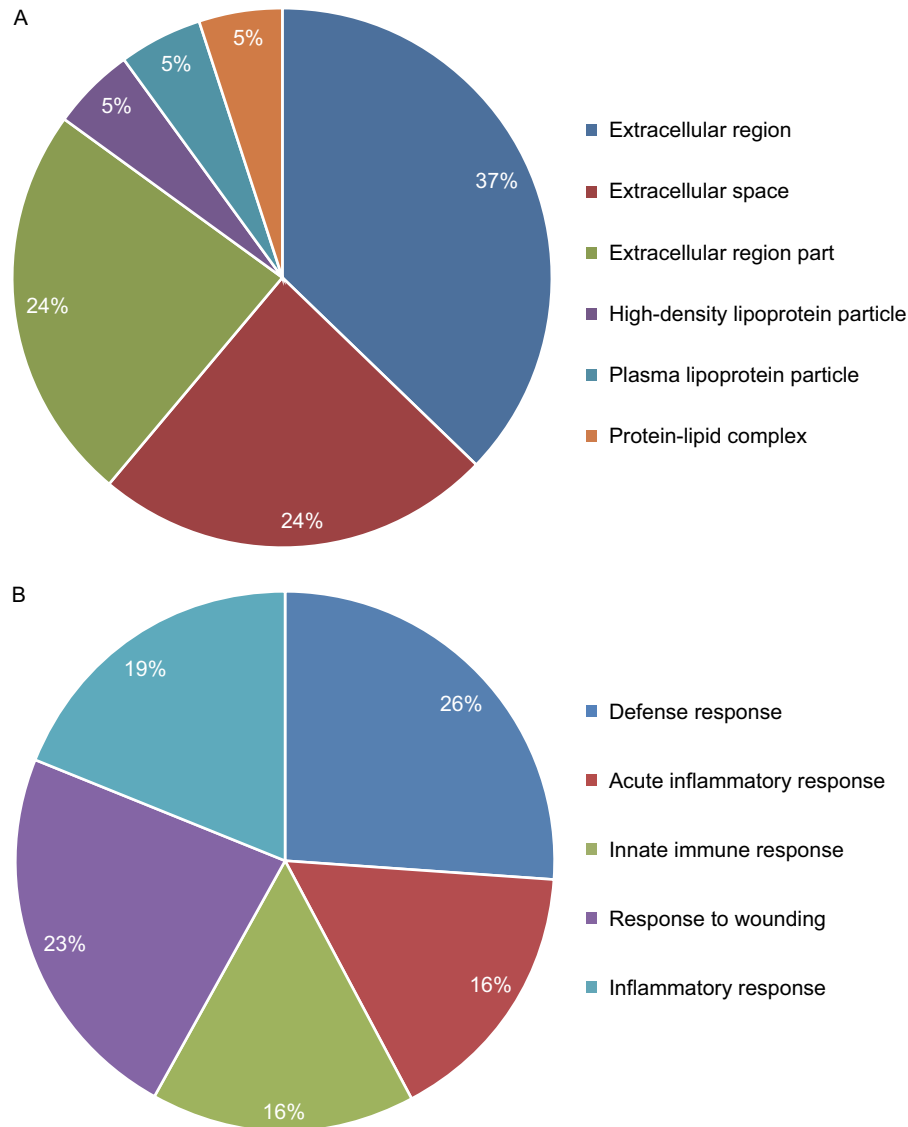 A
5%
5%
5%
37%
24%
24%
Extracellular region
Extracellular space
Extracellular region part
High-density lipoprotein particle
Plasma lipoprotein particle
Protein-lipid complex
B
19%
26%
23%
16%
16%
Defense response
Acute inflammatory response
Innate immune response
Response to wounding
Inflammatory response